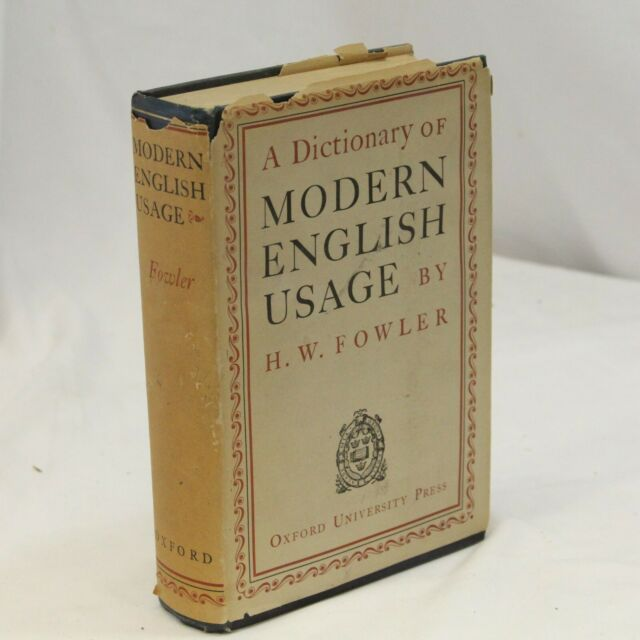 MODERN
ENGLISH
USAGE
Fowler
OXFORD
A Dictionary of
MODERN
ENGLISH
USAGE BY
H. W. FOWLER
OXFORD UNIVERSITY PRESS